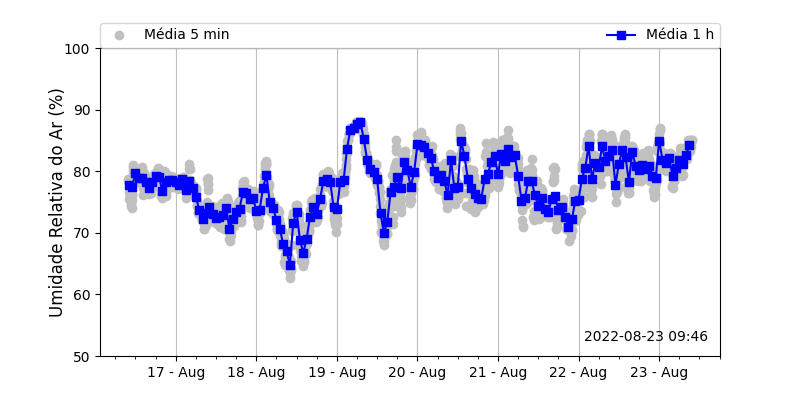 Média 5 min
Média 1 h
100
90
80
70
60
50
Umidade Relativa do Ar (%)
2022-08-23 09:46
17 - Aug
18 - Aug
19 - Aug
20 - Aug
21 - Aug
22 - Aug
23 - Aug